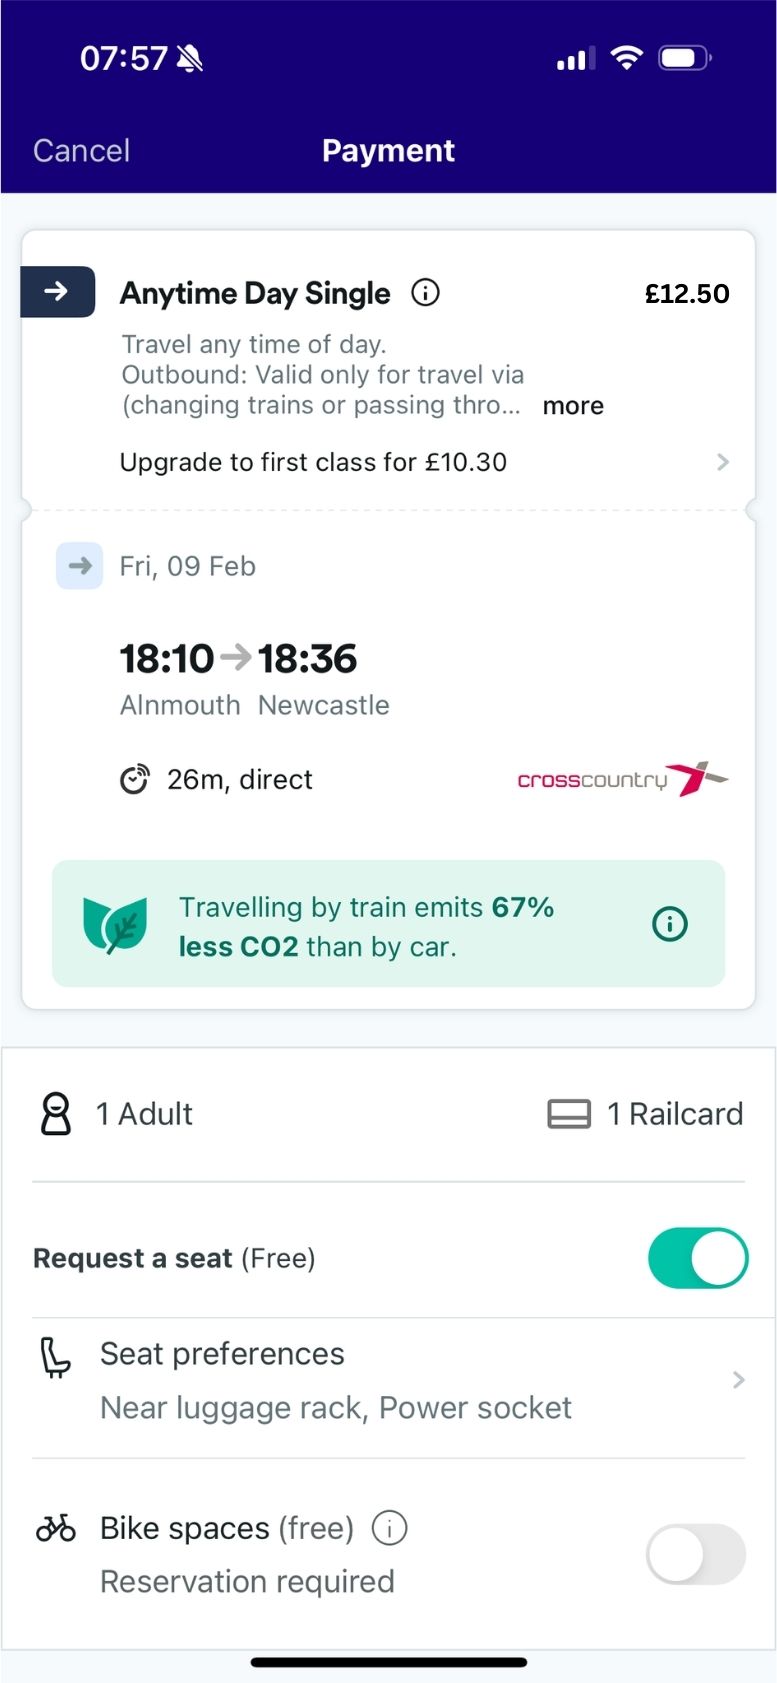 07:57
Cancel Payment
Anytime Day Single £12.50
Travel any time of day.
Outbound: Valid only for travel via
(changing trains or passing thro... more
Upgrade to first class for £10.30
Fri, 09 Feb
18:10 → 18:36
Alnmouth Newcastle
26m, direct crosscountry
Travelling by train emits 67%
less CO2 than by car.
1 Adult 1 Railcard
Request a seat (Free)
Seat preferences
Near luggage rack, Power socket
Bike spaces (free)
Reservation required